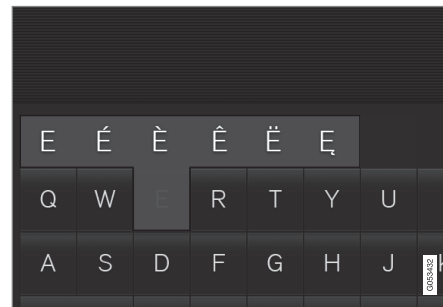 E É È Ê Ë Ę
Q W E R T Y U
A S D F G H J K
G053432